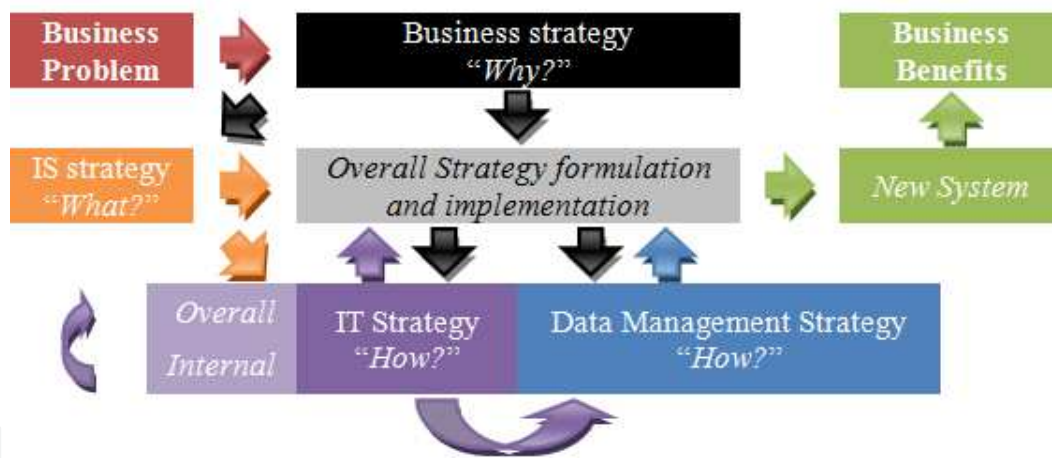 Business
Problem
Business strategy
“Why?”
Business
Benefits
IS strategy
“What?”
Overall Strategy formulation
and implementation
New System
Overall
Internal
IT Strategy
“How?”
Data Management Strategy
“How?”